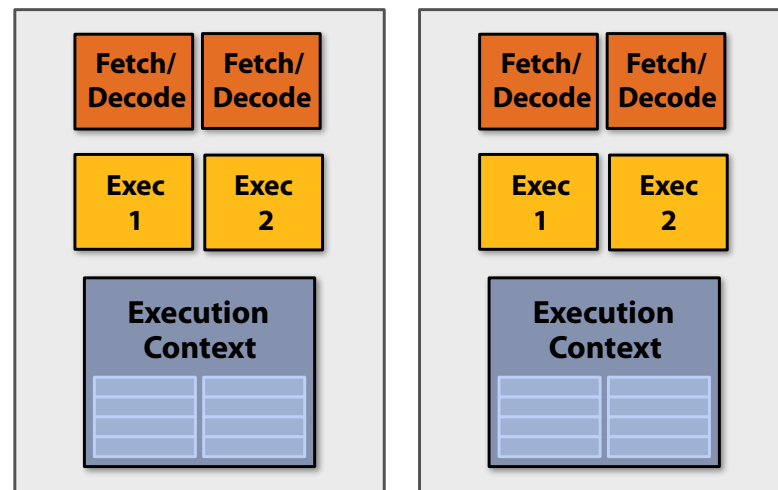 Fetch/
Decode
Fetch/
Decode
Exec
1
Exec
2
Execution
Context
Fetch/
Decode
Fetch/
Decode
Exec
1
Exec
2
Execution
Context